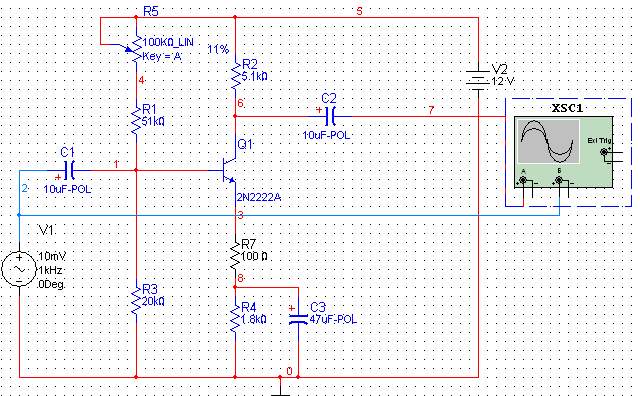 R5
5
100KΩ_LIN
Key = A
11%
R2
5.1kΩ
V2
12 V
4
R1
51kΩ
6
C2
10uF-POL
7
XSC1
Ext Trig
A
B
Q1
2N2222A
C1
10uF-POL
1
2
3
V1
10mV
1kHz
0Deg
R7
100 Ω
8
R3
20kΩ
R4
1.8kΩ
C3
47uF-POL
0